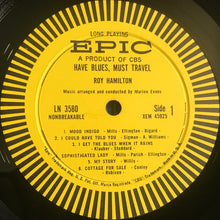 LONG PLAYING
EPIC
A PRODUCT OF CBS
HAVE BLUES, MUST TRAVEL
ROY HAMILTON
Music arranged and conducted by Marion Evans
LN 3580
NONBREAKABLE
Side 1
XEM 45925
1 - MOOD INDIGO - Mills - Ellington - Bigard -
2 - I COULD HAVE TOLD YOU - Sigman -
3 - I GET THE BLUES WHEN IT RAINS
Klauber - Stoddard -
4 - SOPHISTICATED LADY - Mills - Parish - Ellington -
5 - MY STORY - Willis -
6 - COTTAGE FOR SALE - Conley -
Robison -